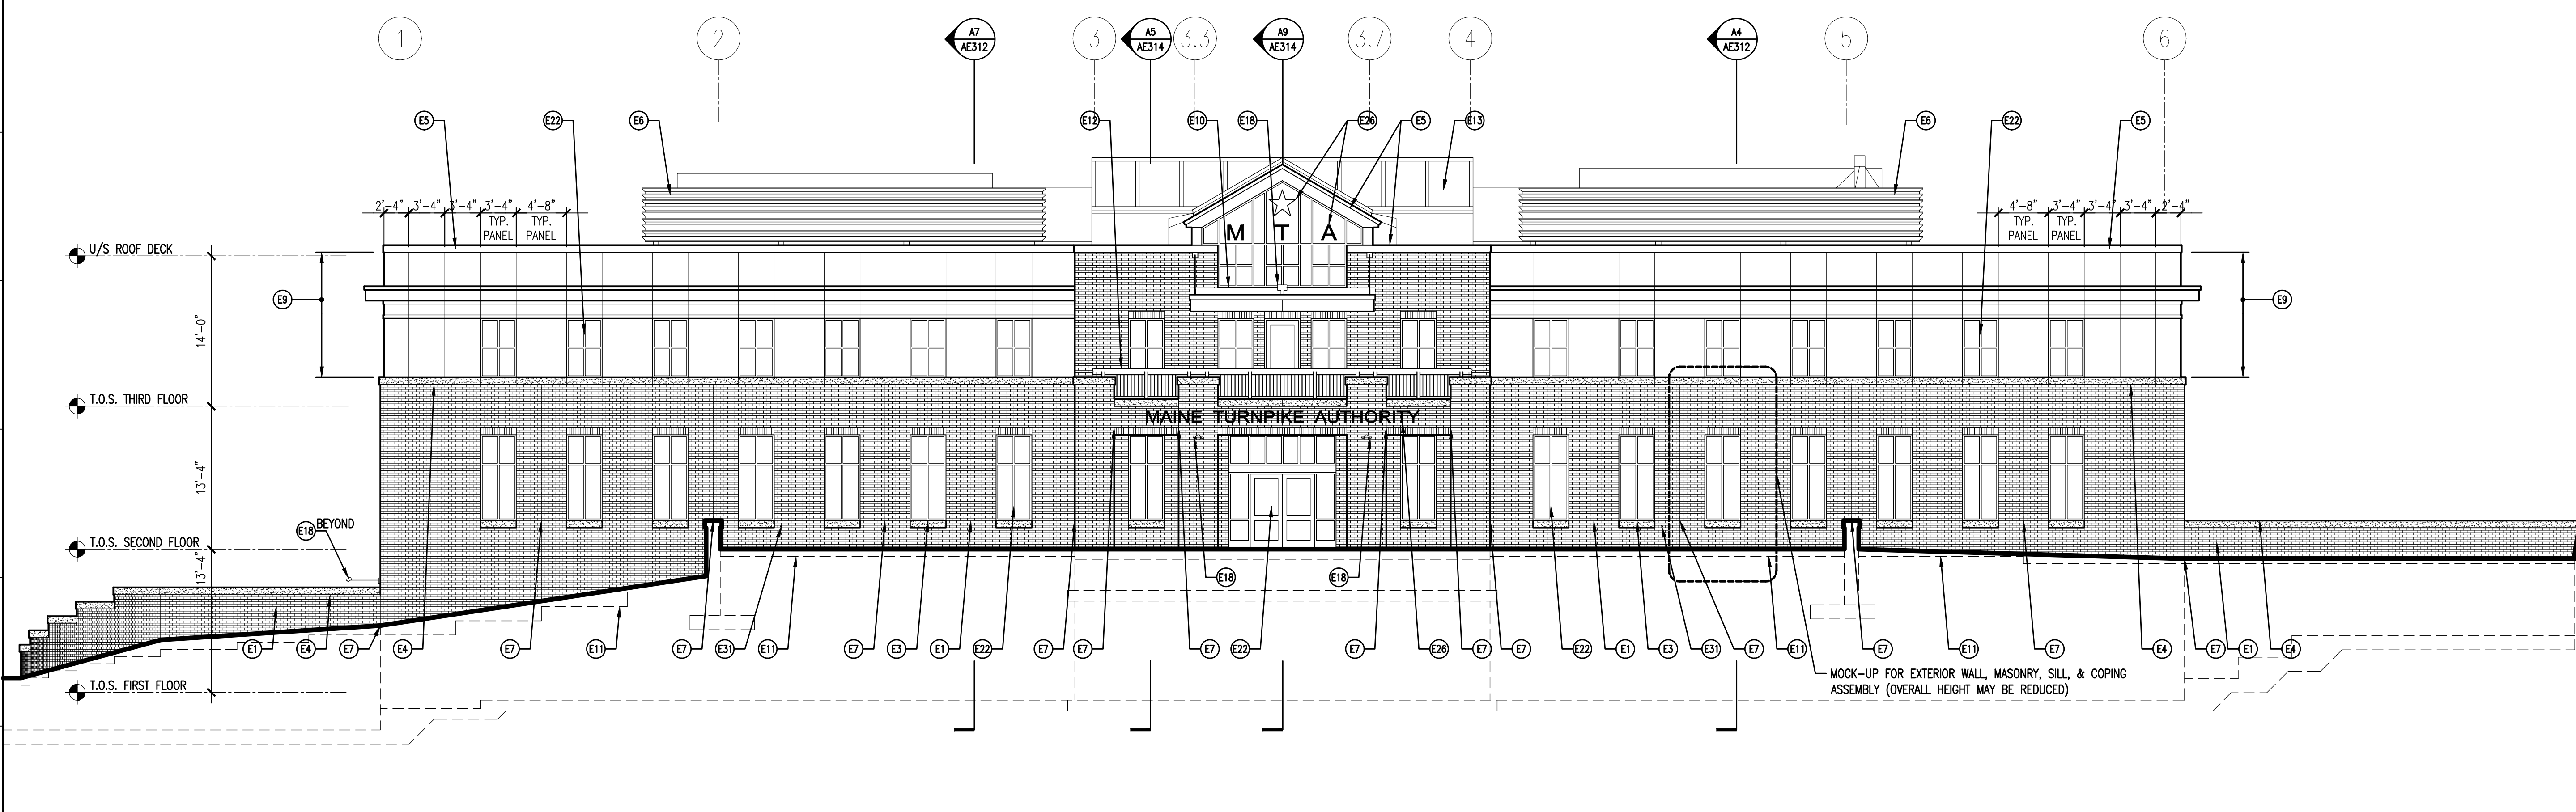 1
2
A7
AE312
3
A5
AE314
3.3
A9
AE314
3.7
4
A4
AE312
5
6
E5
E22
E6
E12
E10
E18
E26
E5
E13
E6
E22
E5
2'-4"
3'-4"
3'-4"
3'-4"
TYP.
PANEL
4'-8"
TYP.
PANEL
4'-8"
TYP.
PANEL
3'-4"
TYP.
PANEL
3'-4"
3'-4"
2'-4"
M T A
U/S ROOF DECK
E9
E9
14'-0"
T.O.S. THIRD FLOOR
MAINE TURNPIKE AUTHORITY
13'-4"
E18
BEYOND
T.O.S. SECOND FLOOR
13'-4"
E18
E18
E1
E4
E7
E4
E7
E11
E7
E31
E11
E7
E3
E1
E22
E7
E7
E7
E22
E7
E26
E7
E7
E22
E1
E3
E31
E7
E11
E7
E11
E7
E4
E7
E1
E4
T.O.S. FIRST FLOOR
MOCK-UP FOR EXTERIOR WALL, MASONRY, SILL, & COPING
ASSEMBLY (OVERALL HEIGHT MAY BE REDUCED)